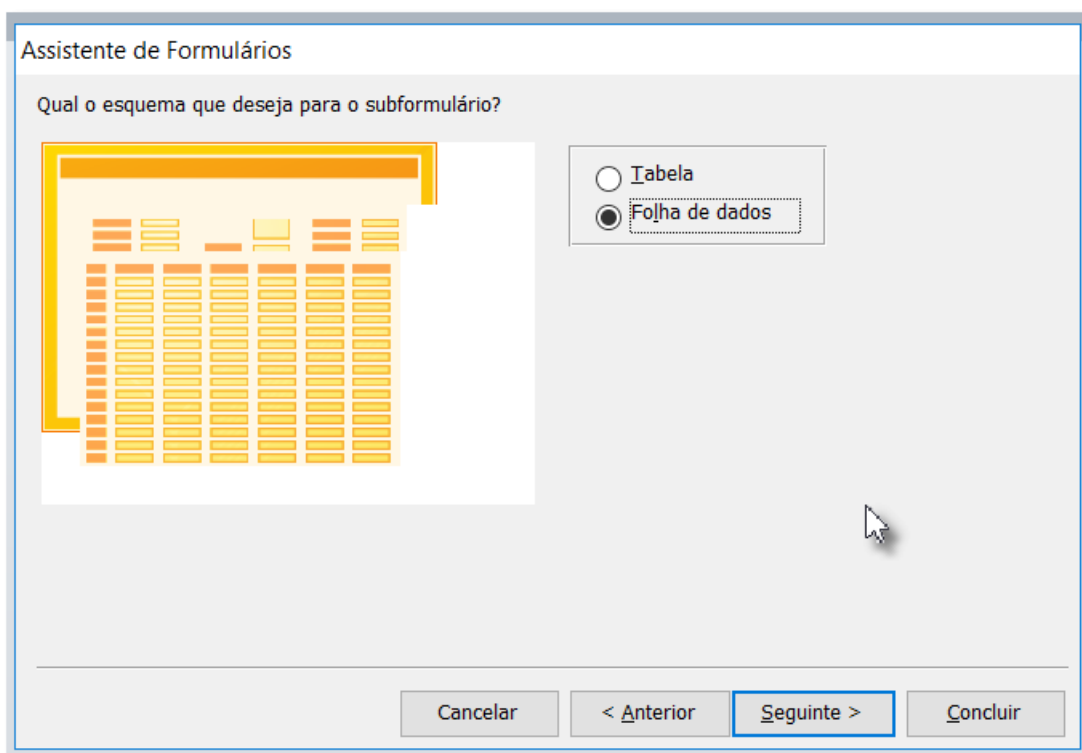 Assistente de Formulários
Qual o esquema que deseja para o subformulário?
Tabela
Folha de dados
Cancelar
< Anterior
Seguinte >
Concluir